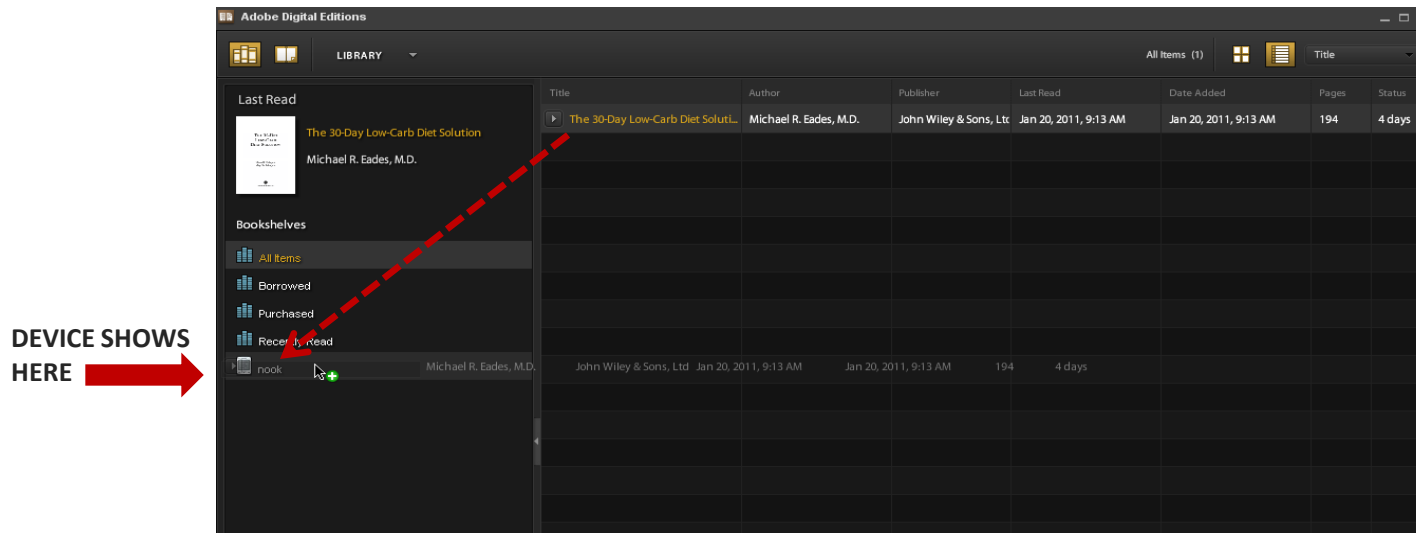 Adobe Digital Editions
LIBRARY
All Items (1)
Title
Last Read
The 30-Day Low-Carb Diet Solution
Michael R. Eades, M.D.
Title Author Publisher Last Read Date Added Pages Status
The 30-Day Low-Carb Diet Soluti... Michael R. Eades, M.D. John Wiley & Sons, Ltd Jan 20, 2011, 9:13 AM Jan 20, 2011, 9:13 AM 194 4 days
Bookshelves
All Items
Borrowed
Purchased
Recently Read
DEVICE SHOWS
HERE
nook Michael R. Eades, M.D. John Wiley & Sons, Ltd Jan 20, 2011, 9:13 AM Jan 20, 2011, 9:13 AM 194 4 days